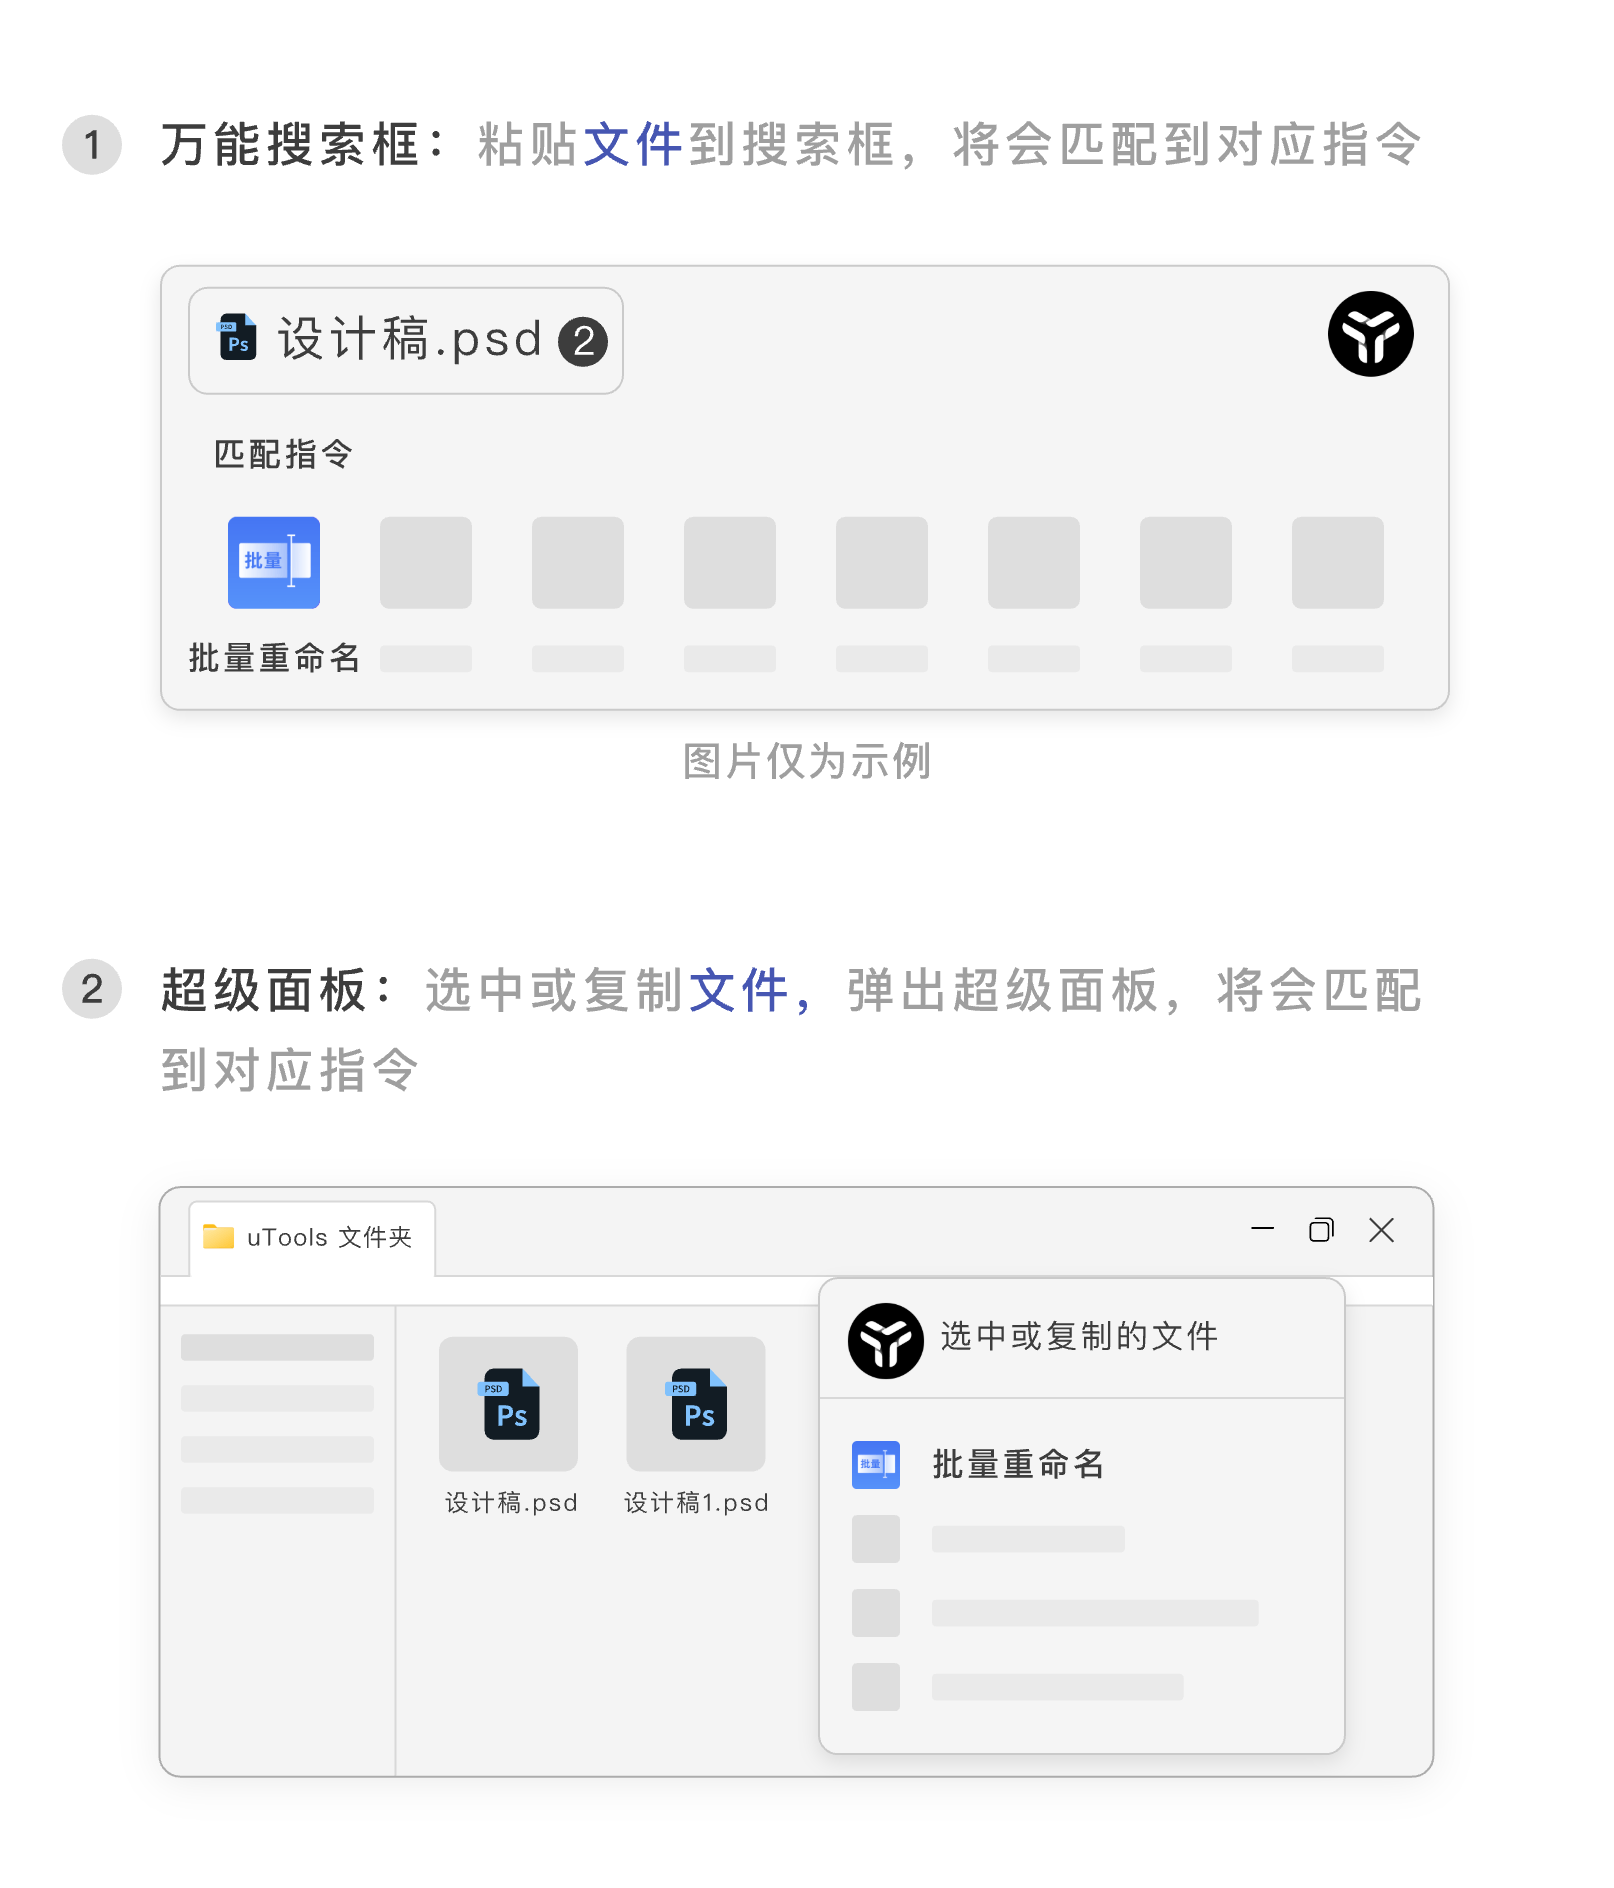 1 万能搜索框：粘贴文件到搜索框，将会匹配到对应指令
PSD
Ps 设计稿.psd 2
匹配指令
批量
批量重命名
图片仅为示例
2 超级面板：选中或复制文件，弹出超级面板，将会匹配
到对应指令
uTools 文件夹
选中或复制的文件
PSD PSD
Ps Ps
批量 批量重命名
设计稿.psd 设计稿1.psd